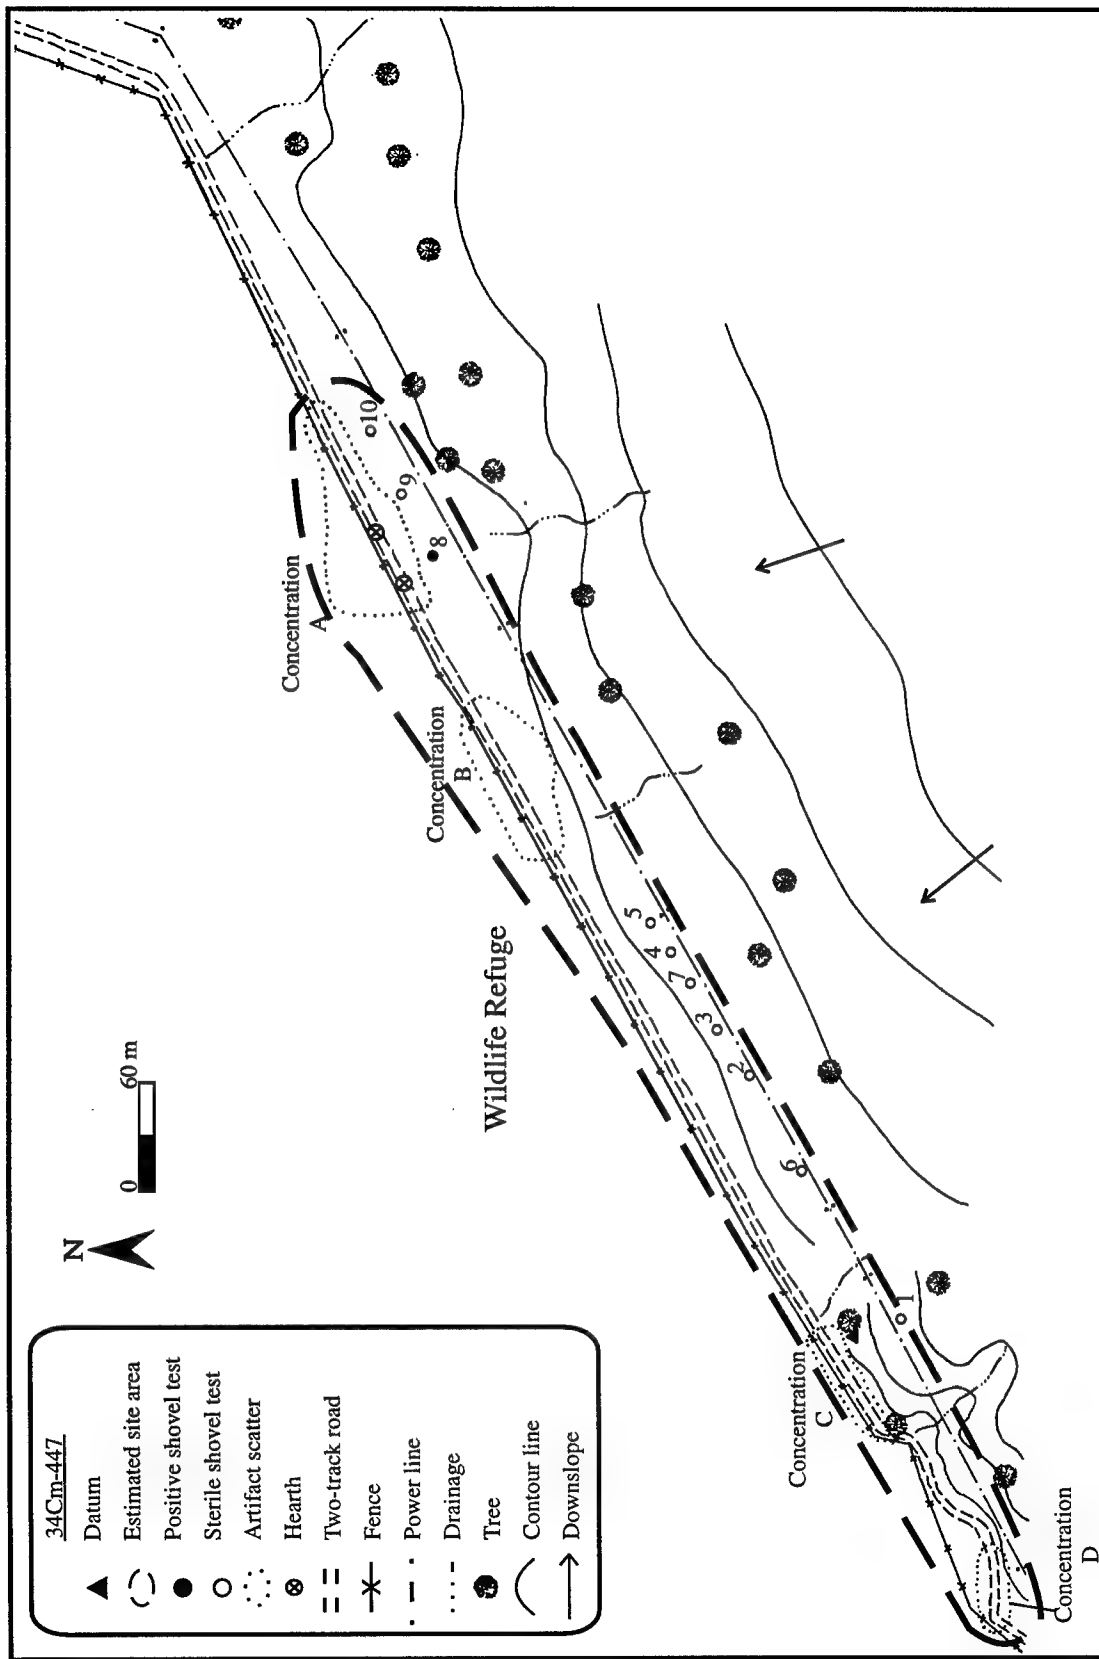 34Cm-447
Datum
Estimated site area
Positive shovel test
Sterile shovel test
Artifact scatter
Hearth
Two-track road
Fence
Power line
Drainage
Tree
Contour line
Downslope
N
0 60 m
Wildlife Refuge
Concentration
A
Concentration
B
Concentration
C
Concentration
D
1
6
2
3
7
4
5
8
9
10